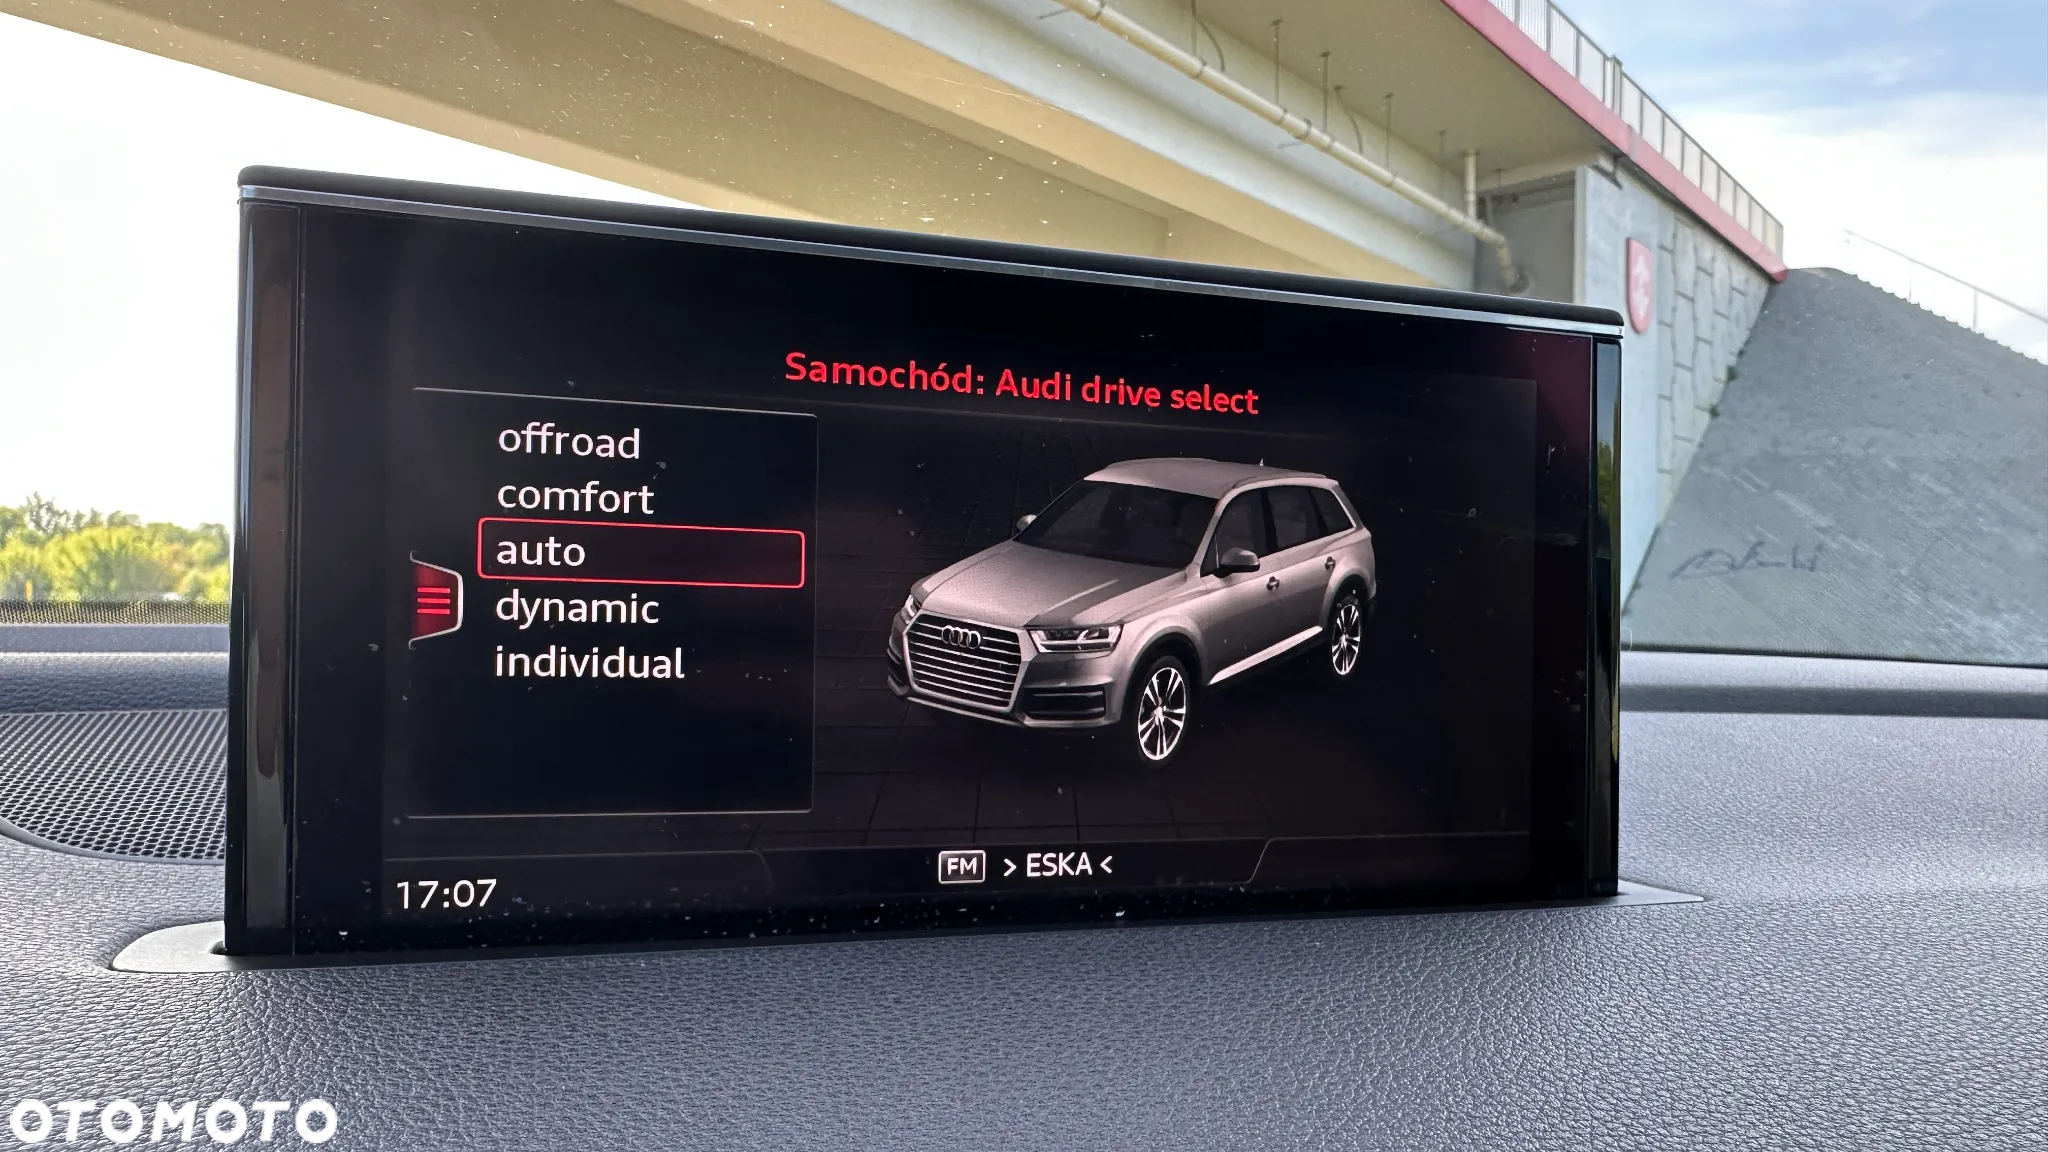 Samochód: Audi drive select
offroad
comfort
auto
dynamic
individual
FM > ESKA <
17:07
OTOMOTO